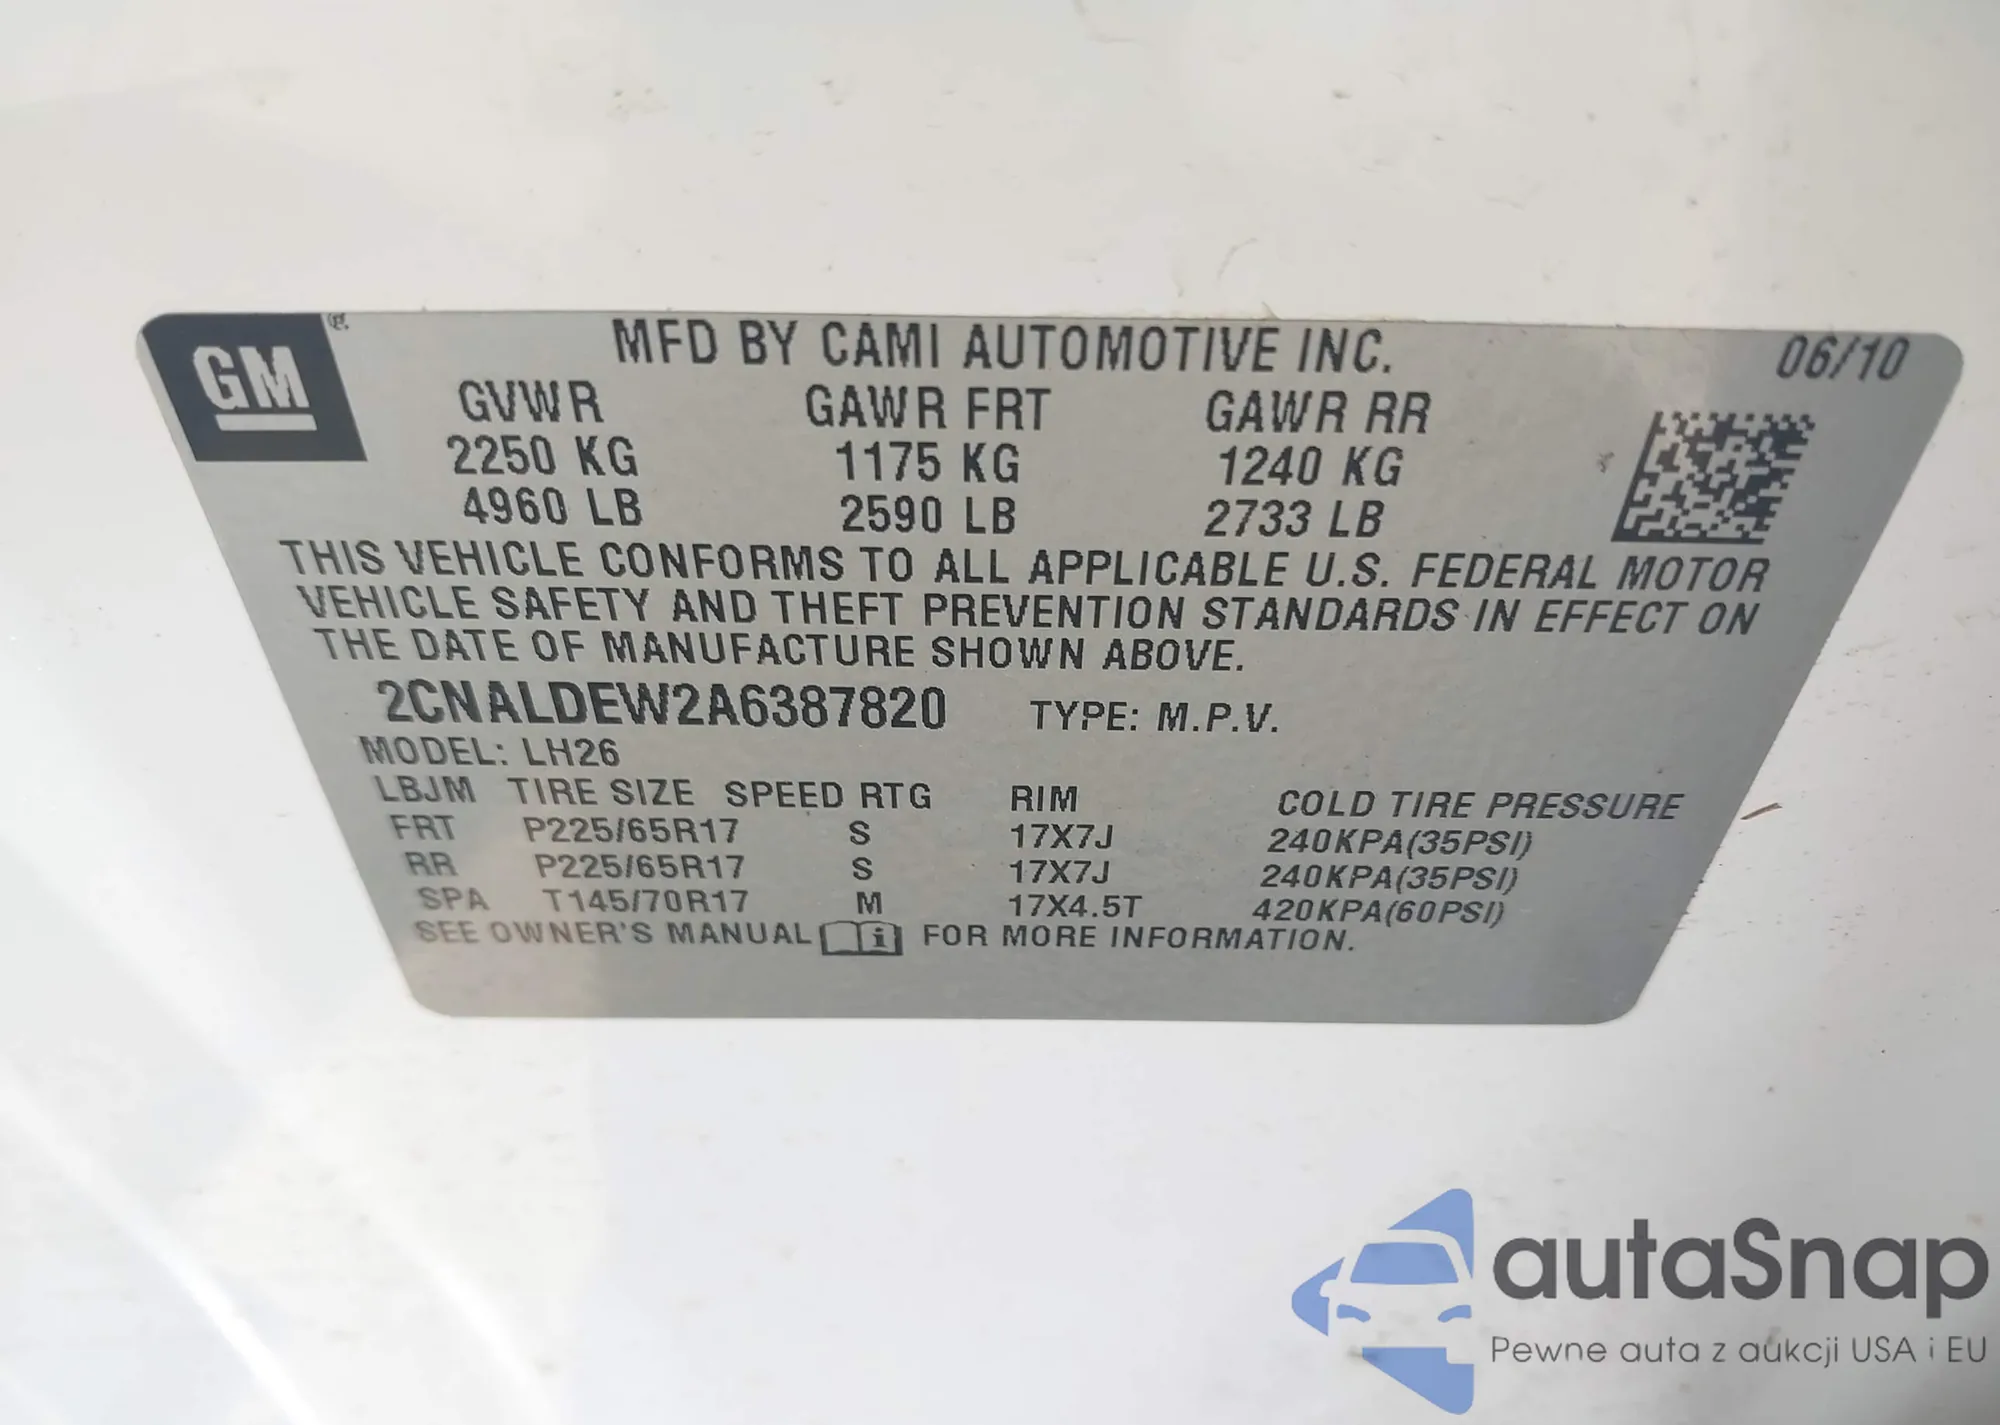 GM ®
MFD BY CAMI AUTOMOTIVE INC. 06/10
GVWR GAWR FRT GAWR RR
2250 KG 1175 KG 1240 KG
4960 LB 2590 LB 2733 LB
THIS VEHICLE CONFORMS TO ALL APPLICABLE U.S. FEDERAL MOTOR
VEHICLE SAFETY AND THEFT PREVENTION STANDARDS IN EFFECT ON
THE DATE OF MANUFACTURE SHOWN ABOVE.
2CNALDEW2A6387820 TYPE: M.P.V.
MODEL: LH26
LBJM TIRE SIZE SPEED RTG RIM COLD TIRE PRESSURE
FRT P225/65R17 S 17X7J 240KPA(35PSI)
RR P225/65R17 S 17X7J 240KPA(35PSI)
SPA T145/70R17 M 17X4.5T 420KPA(60PSI)
SEE OWNER'S MANUAL i FOR MORE INFORMATION.
autaSnap
Pewne auta z aukcji USA i EU